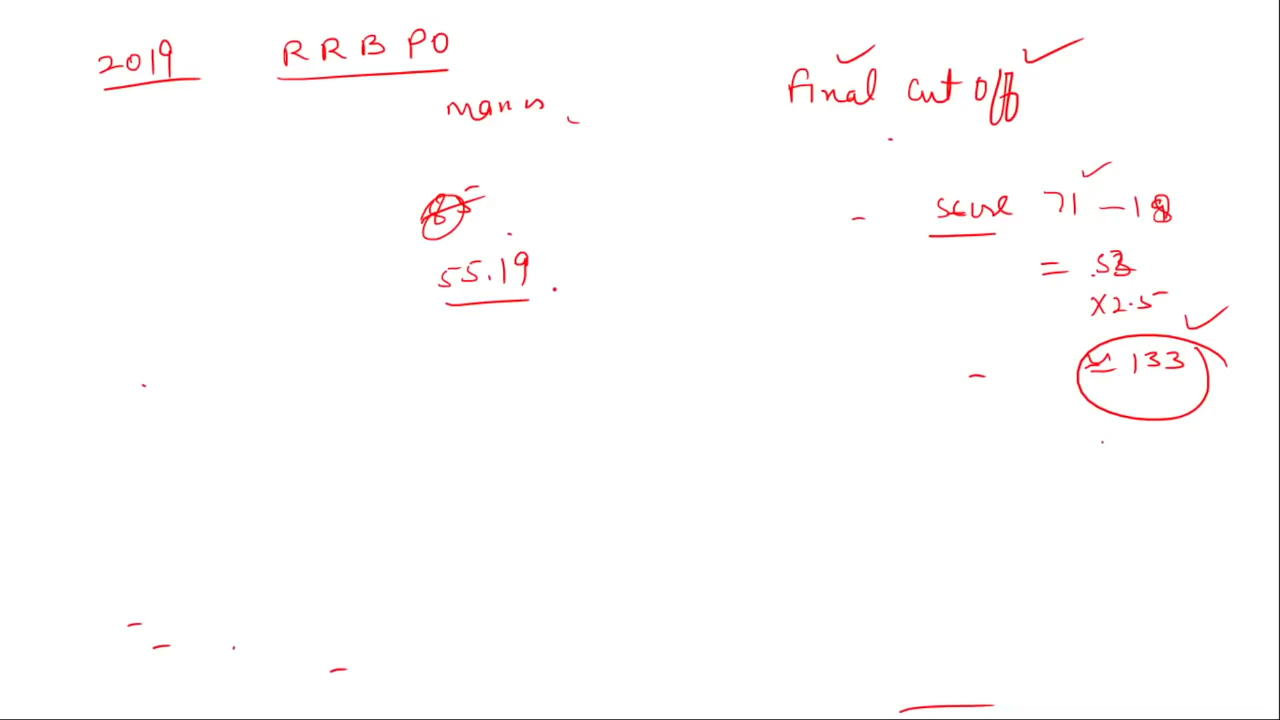 2019 RRB PO
Mains
55.19
Final cut off
score 71 - 18
= 53
x2.5
≃ 133